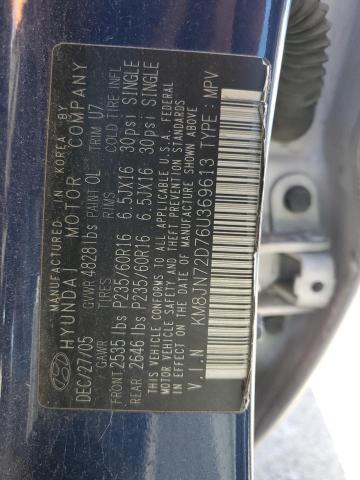 MANUFACTURED IN KOREA BY
HYUNDAI MOTOR COMPANY
DEC/27/05 GVWR 4828lbs PAINT OL TRIM U7
TIRES RIMS COLD TIRE INFL
FRONT 2535 lbs P235/60R16 6.5JX16 30psi SINGLE
REAR 2646 lbs P235/60R16 6.5JX16 30psi SINGLE
THIS VEHICLE CONFORMS TO ALL APPLICABLE U.S.A. FEDERAL
MOTOR VEHICLE SAFETY AND THEFT PREVENTION STANDARDS
IN EFFECT ON THE DATE OF MANUFACTURE SHOWN ABOVE
V.I.N KM8JN72D76U369613 TYPE: MPV